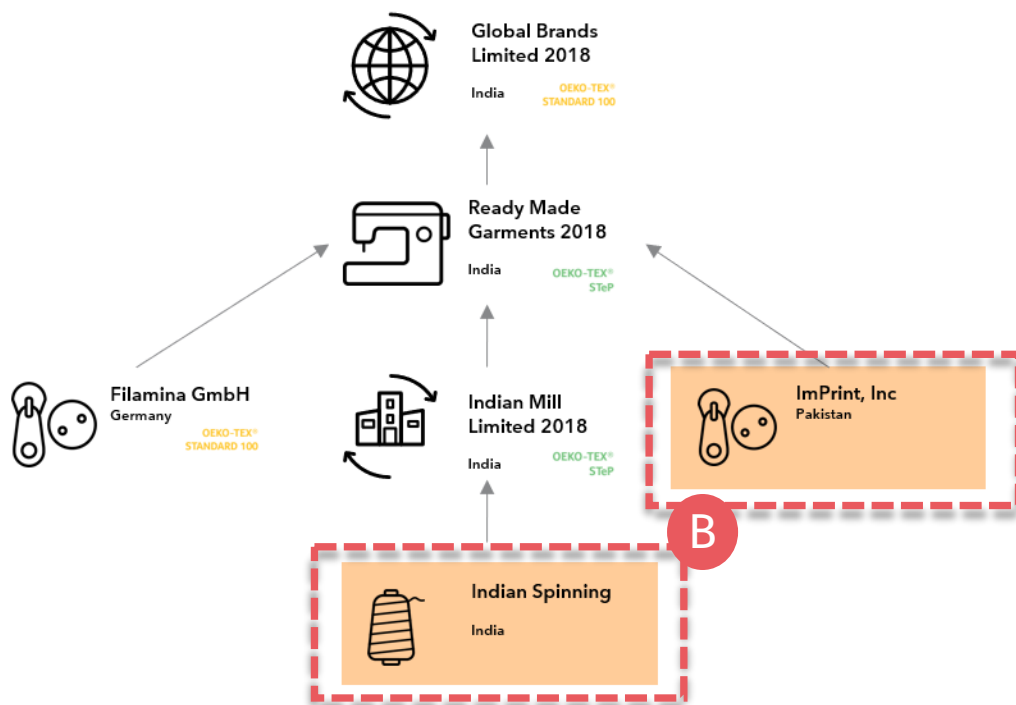 Global Brands
Limited 2018
India
OEKO-TEX®
STANDARD 100
Ready Made
Garments 2018
India
OEKO-TEX®
STeP
Filamina GmbH
Germany
OEKO-TEX®
STANDARD 100
Indian Mill
Limited 2018
India
OEKO-TEX®
STeP
ImPrint, Inc
Pakistan
B
Indian Spinning
India